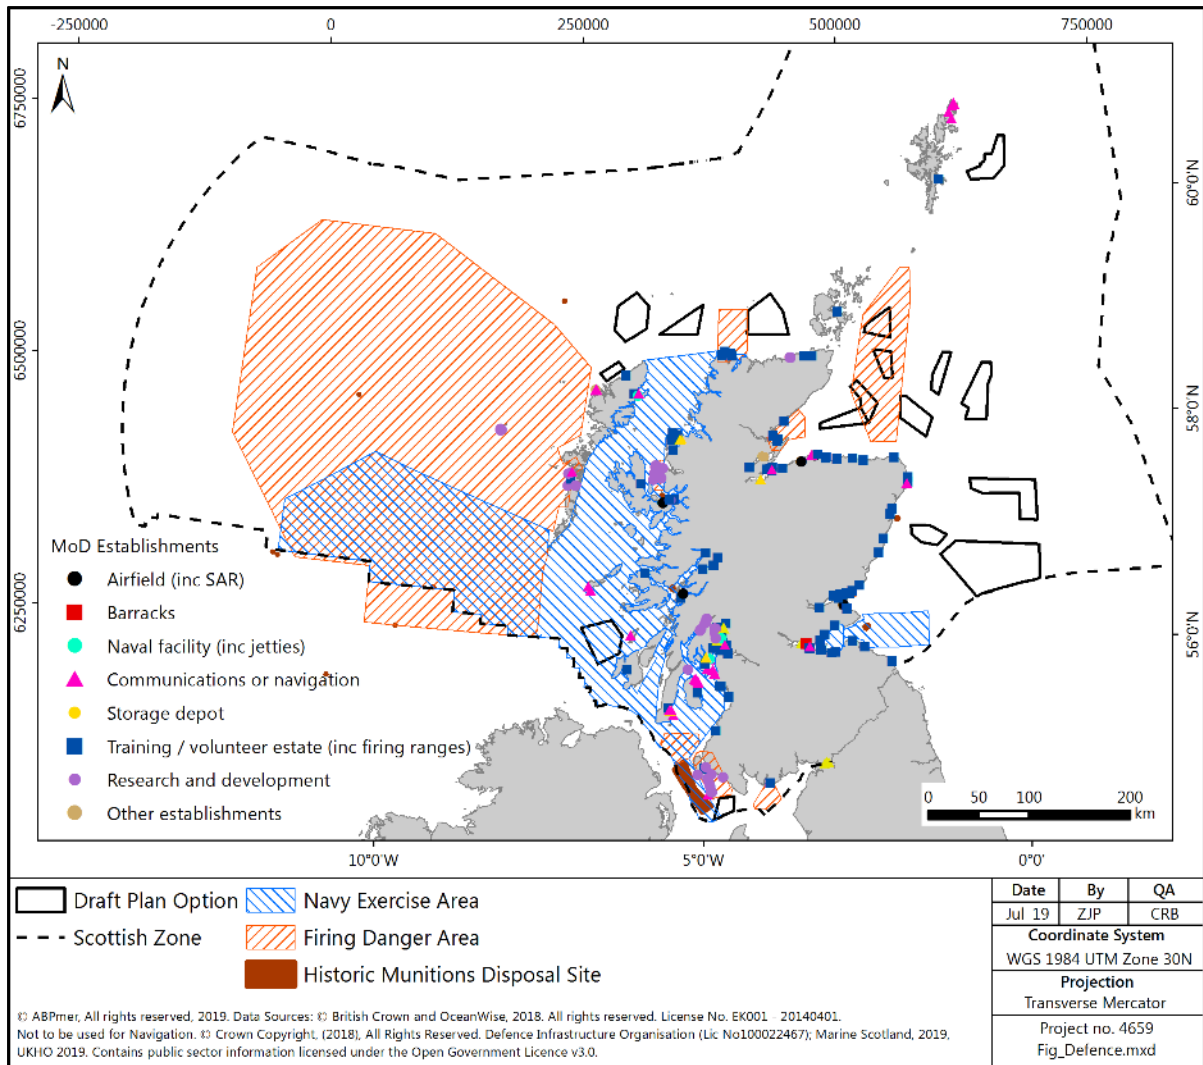 -250000 0 250000 500000 750000
N
6750000
6500000
6250000
60°0'N
58°0'N
56°0'N
MoD Establishments
Airfield (inc SAR)
Barracks
Naval facility (inc jetties)
Communications or navigation
Storage depot
Training / volunteer estate (inc firing ranges)
Research and development
Other establishments
0 50 100 200
km
10°0'W 5°0'W 0°0'
Draft Plan Option
Navy Exercise Area
Scottish Zone
Firing Danger Area
Historic Munitions Disposal Site
Date By QA
Jul 19 ZJP CRB
Coordinate System
WGS 1984 UTM Zone 30N
Projection
Transverse Mercator
Project no. 4659
Fig_Defence.mxd
© ABPmer, All rights reserved, 2019. Data Sources: © British Crown and OceanWise, 2018. All rights reserved. License No. EK001 - 20140401.
Not to be used for Navigation. © Crown Copyright, (2018), All Rights Reserved. Defence Infrastructure Organisation (Lic No100022467); Marine Scotland, 2019,
UKHO 2019. Contains public sector information licensed under the Open Government Licence v3.0.